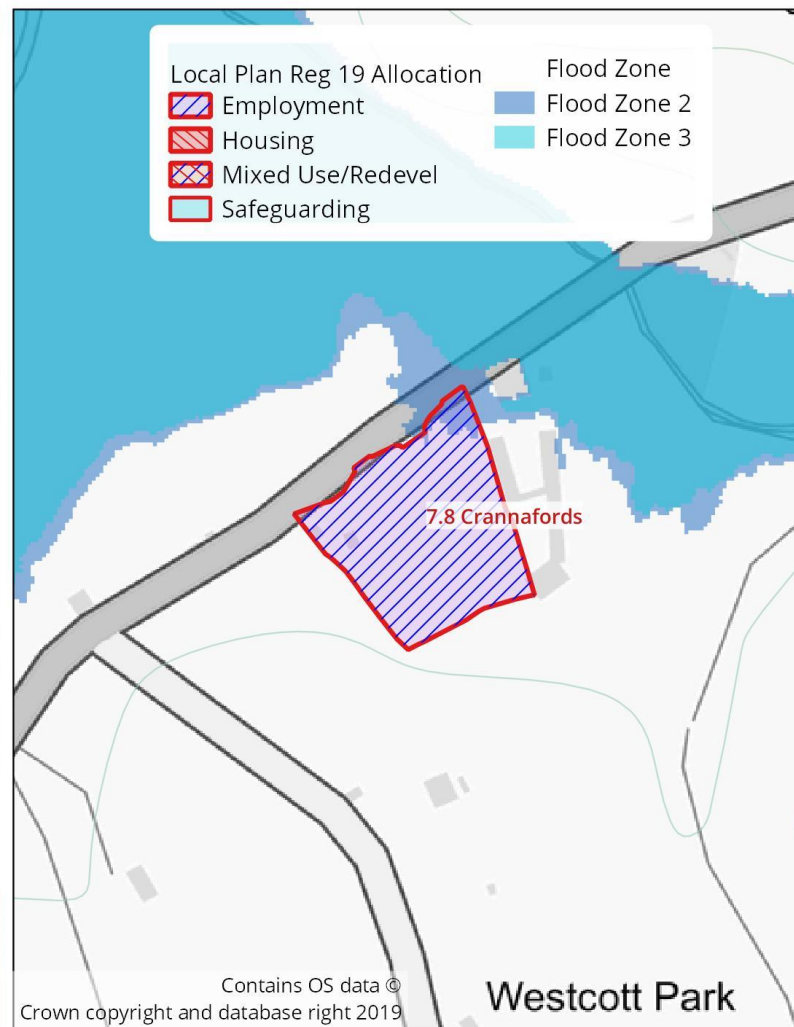 Local Plan Reg 19 Allocation
Employment
Housing
Mixed Use/Redevel
Safeguarding
Flood Zone
Flood Zone 2
Flood Zone 3
7.8 Crannafords
Contains OS data ©
Crown copyright and database right 2019
Westcott Park